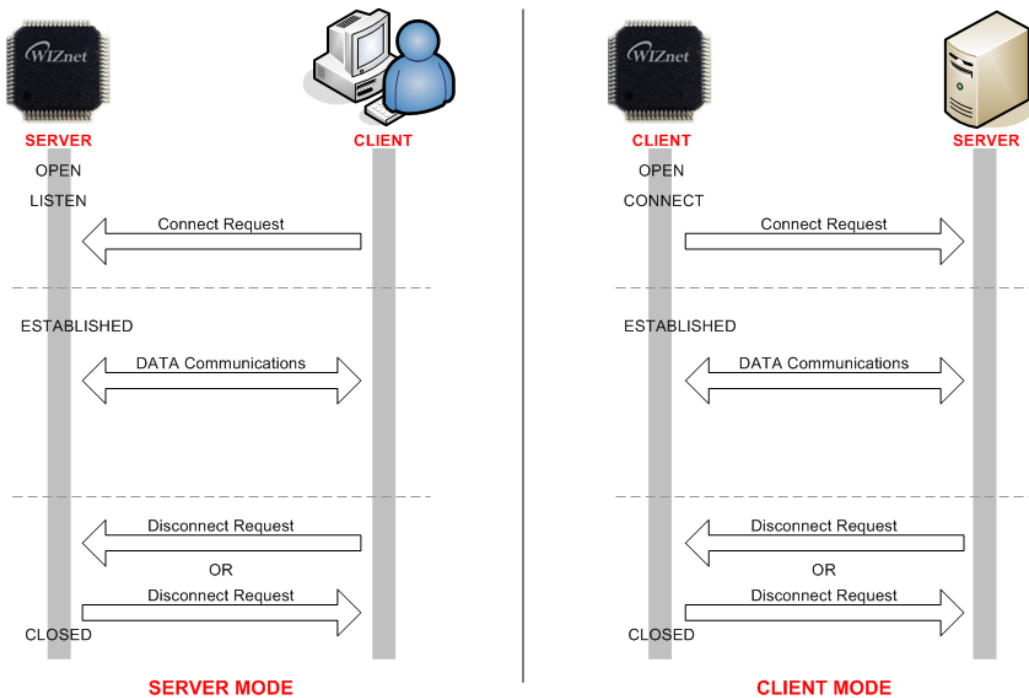 WIZnet
SERVER
CLIENT
OPEN
LISTEN
Connect Request
ESTABLISHED
DATA Communications
Disconnect Request
OR
Disconnect Request
CLOSED
SERVER MODE
WIZnet
CLIENT
SERVER
OPEN
CONNECT
Connect Request
ESTABLISHED
DATA Communications
Disconnect Request
OR
Disconnect Request
CLOSED
CLIENT MODE